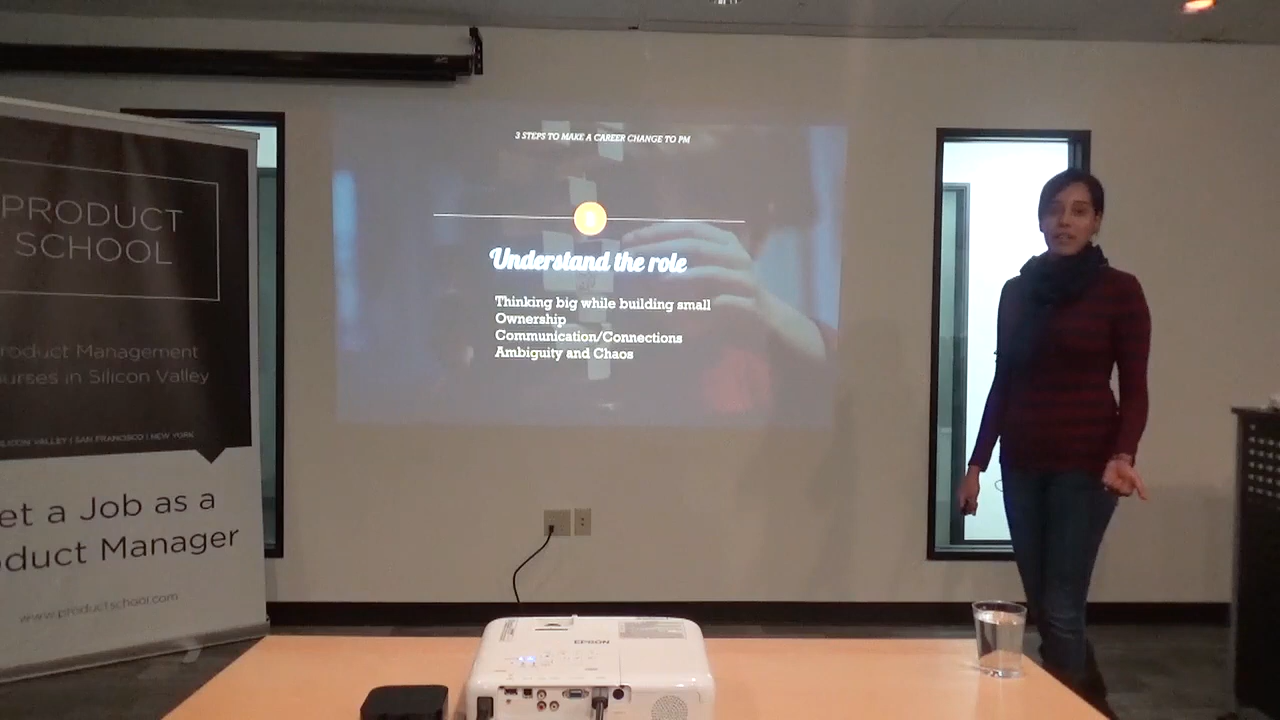 PRODUCT
SCHOOL
roduct Management
urses in Silicon Valley
SILICON VALLEY | SAN FRANCISCO | NEW YORK
et a Job as a
oduct Manager
www.productschool.com
3 STEPS TO MAKE A CAREER CHANGE TO PM
Understand the role
Thinking big while building small
Ownership
Communication/Connections
Ambiguity and Chaos
EPSON